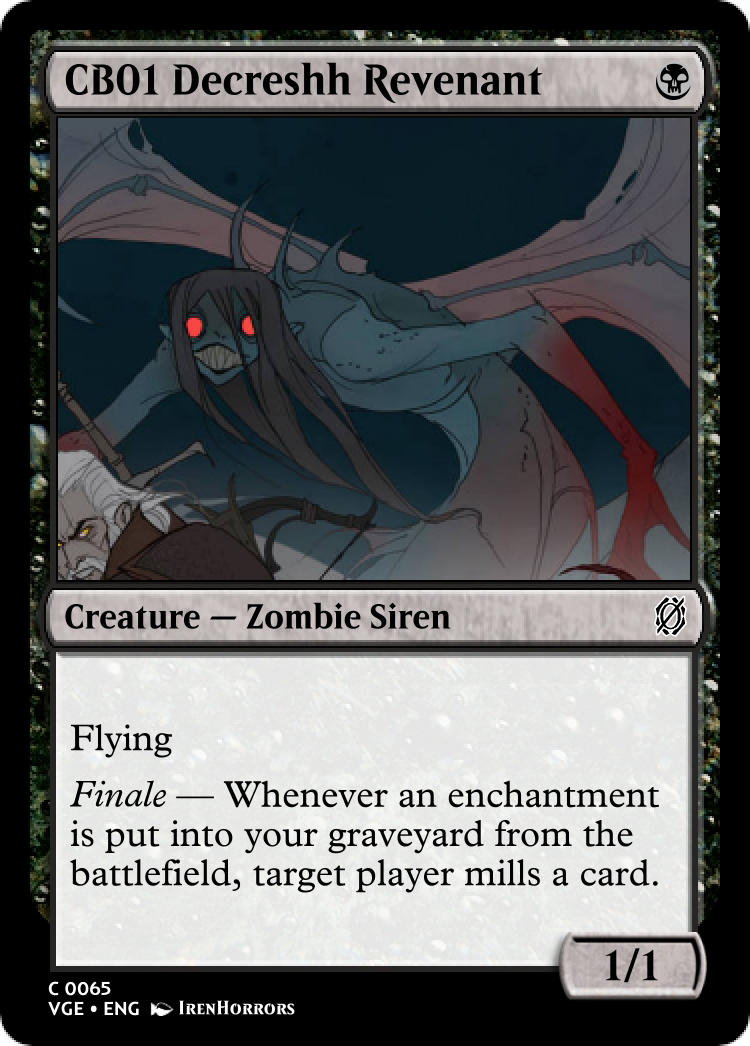 CB01 Decreshh Revenant
Creature — Zombie Siren
Flying
Finale — Whenever an enchantment
is put into your graveyard from the
battlefield, target player mills a card.
1/1
C 0065
VGE • ENG IrenHorrors